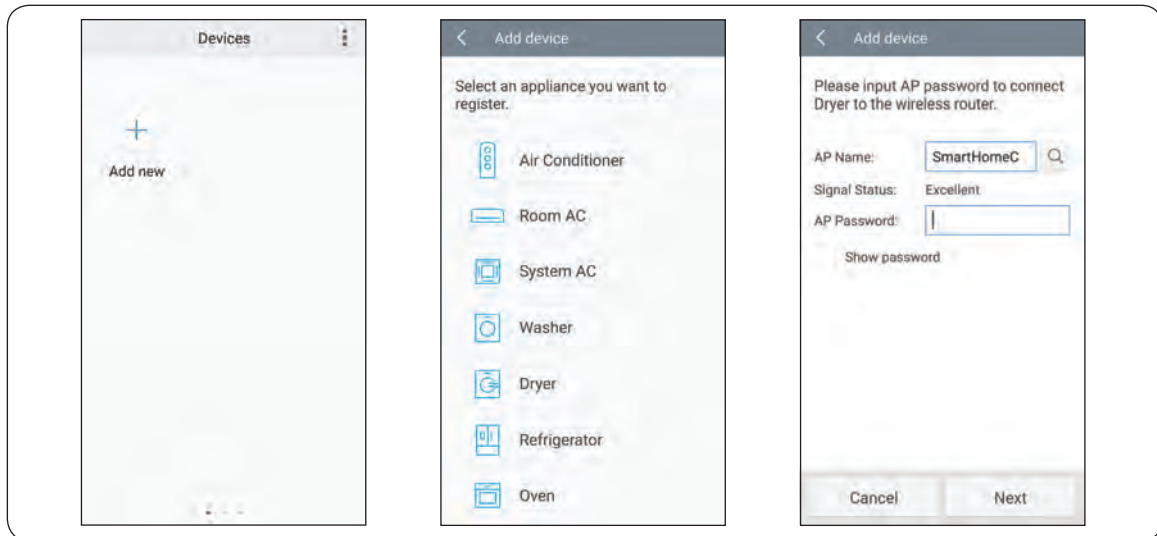 Devices
Add new
Add device
Select an appliance you want to
register.
Air Conditioner
Room AC
System AC
Washer
Dryer
Refrigerator
Oven
Add device
Please input AP password to connect
Dryer to the wireless router.
AP Name: SmartHomeC
Signal Status: Excellent
AP Password:
Show password
Cancel Next